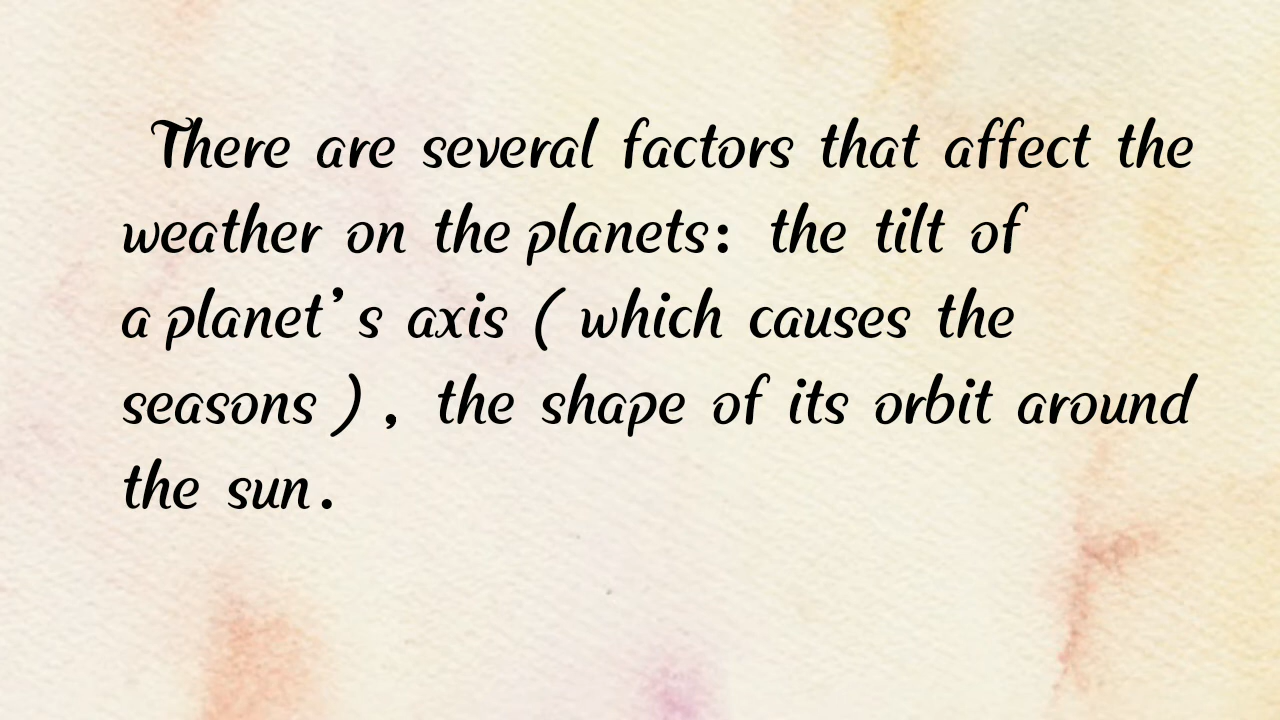 There are several factors that affect the
weather on the planets: the tilt of
a planet's axis ( which causes the
seasons ) , the shape of its orbit around
the sun.